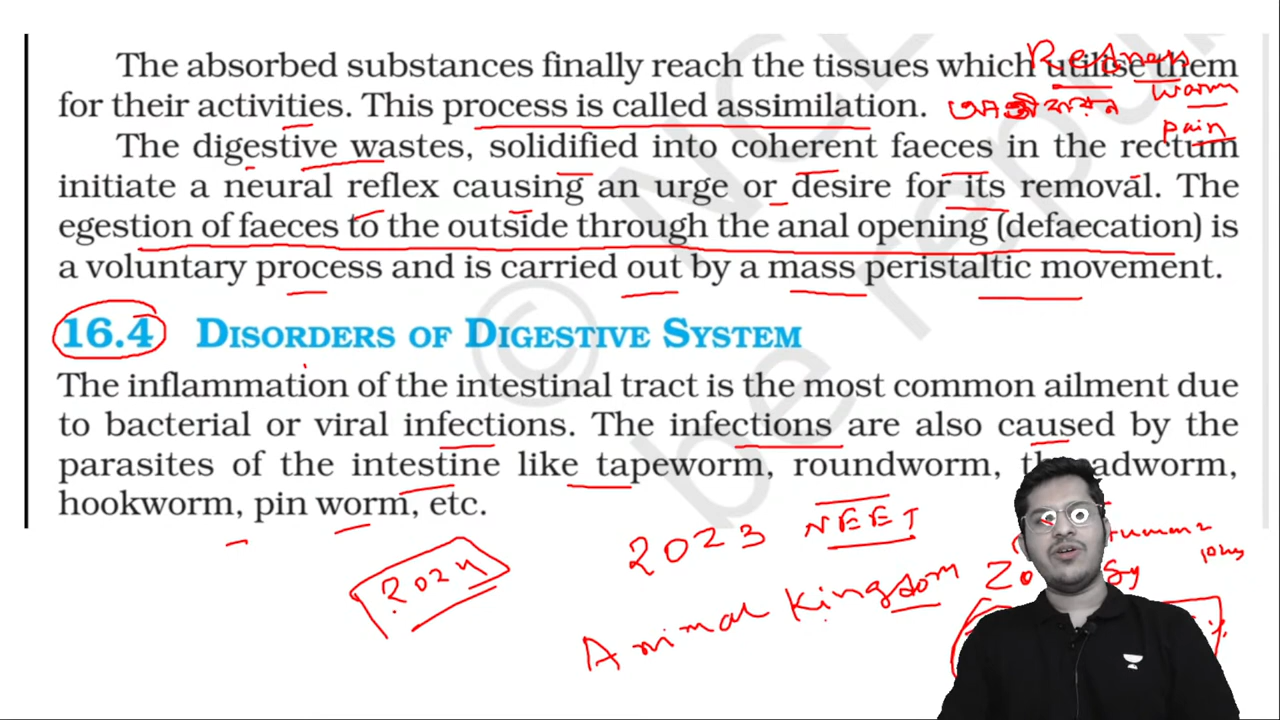 The absorbed substances finally reach the tissues which utilise them
Redness
for their activities. This process is called assimilation.
warm
pain
The digestive wastes, solidified into coherent faeces in the rectum
initiate a neural reflex causing an urge or desire for its removal. The
egestion of faeces to the outside through the anal opening (defaecation) is
a voluntary process and is carried out by a mass peristaltic movement.
16.4 DISORDERS OF DIGESTIVE SYSTEM
The inflammation of the intestinal tract is the most common ailment due
to bacterial or viral infections. The infections are also caused by the
parasites of the intestine like tapeworm, roundworm,
hookworm, pin worm, etc.
2023 NEET
2024
Animal Kingdom